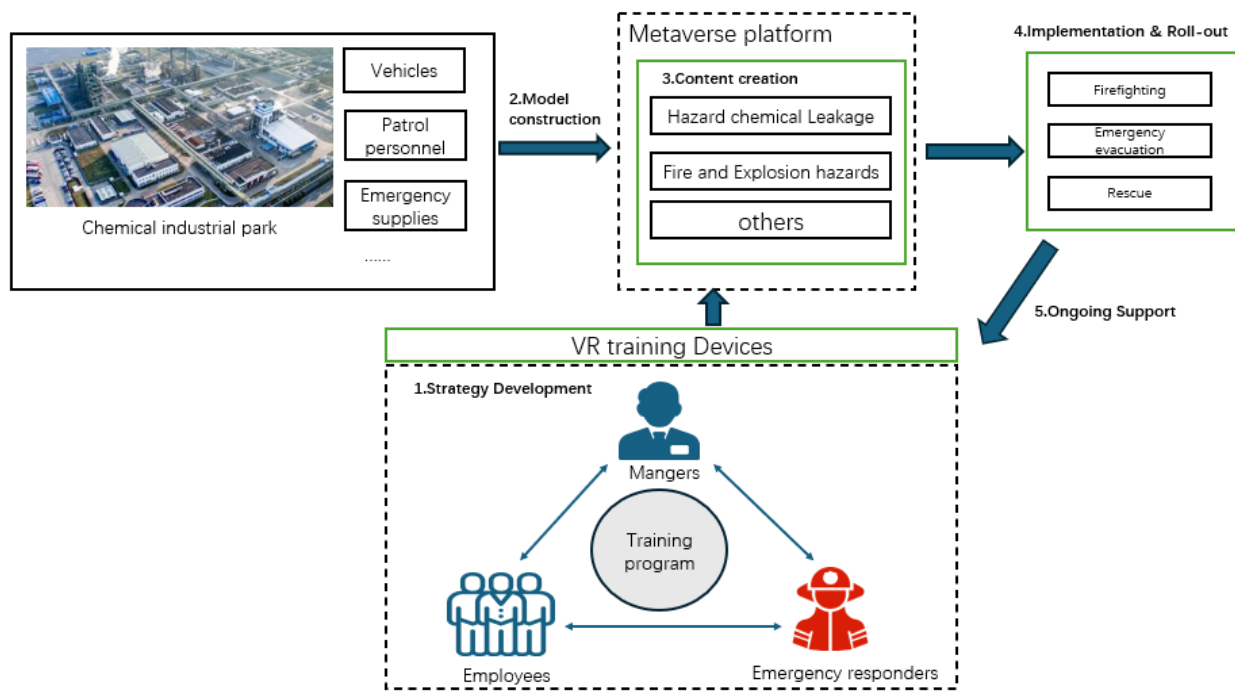 Vehicles
Patrol
personnel
Emergency
supplies
......
Chemical industrial park
2.Model
construction
Metaverse platform
3.Content creation
Hazard chemical Leakage
Fire and Explosion hazards
others
4.Implementation & Roll-out
Firefighting
Emergency
evacuation
Rescue
5.Ongoing Support
VR training Devices
1.Strategy Development
Mangers
Training
program
Employees
Emergency responders